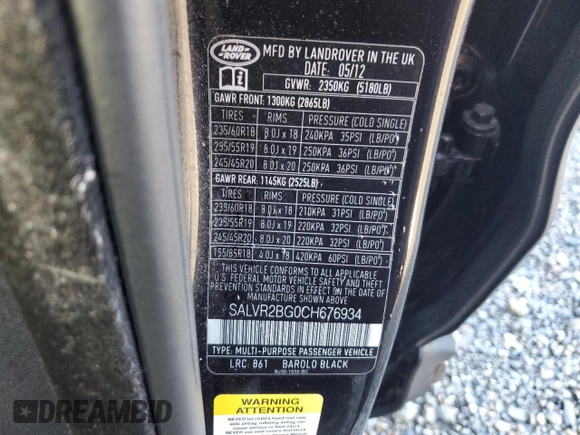 LAND
ROVER
MFD BY LANDROVER IN THE UK
DATE: 05/12
GVWR: 2350KG (5180LB)
GAWR FRONT: 1300KG (2865LB)
TIRES RIMS PRESSURE (COLD SINGLE)
235/60R18 8.0J x 18 240KPA 35PSI (LB/PO²)
235/55R19 8.0J x 19 250KPA 36PSI (LB/PO²)
245/45R20 8.0J x 20 250KPA 36PSI (LB/PO²)
GAWR REAR: 1145KG (2525LB)
TIRES RIMS PRESSURE (COLD SINGLE)
235/60R18 8.0J x 18 210KPA 31PSI (LB/PO²)
235/55R19 8.0J x 19 220KPA 32PSI (LB/PO²)
245/45R20 8.0J x 20 220KPA 32PSI (LB/PO²)
155/85R18 4.0J x 18 420KPA 60PSI (LB/PO²)
THIS VEHICLE CONFORMS TO ALL APPLICABLE
U.S. FEDERAL MOTOR VEHICLE SAFETY AND THEFT
PREVENTION STANDARDS IN EFFECT ON THE DATE
OF MANUFACTURE SHOWN ABOVE.
SALVR2BG0CH676934
TYPE: MULTI-PURPOSE PASSENGER VEHICLE
LRC: 861 BAROLO BLACK
WARNING
AIRBAG ATTENTION
©AUTOBIDMASTER